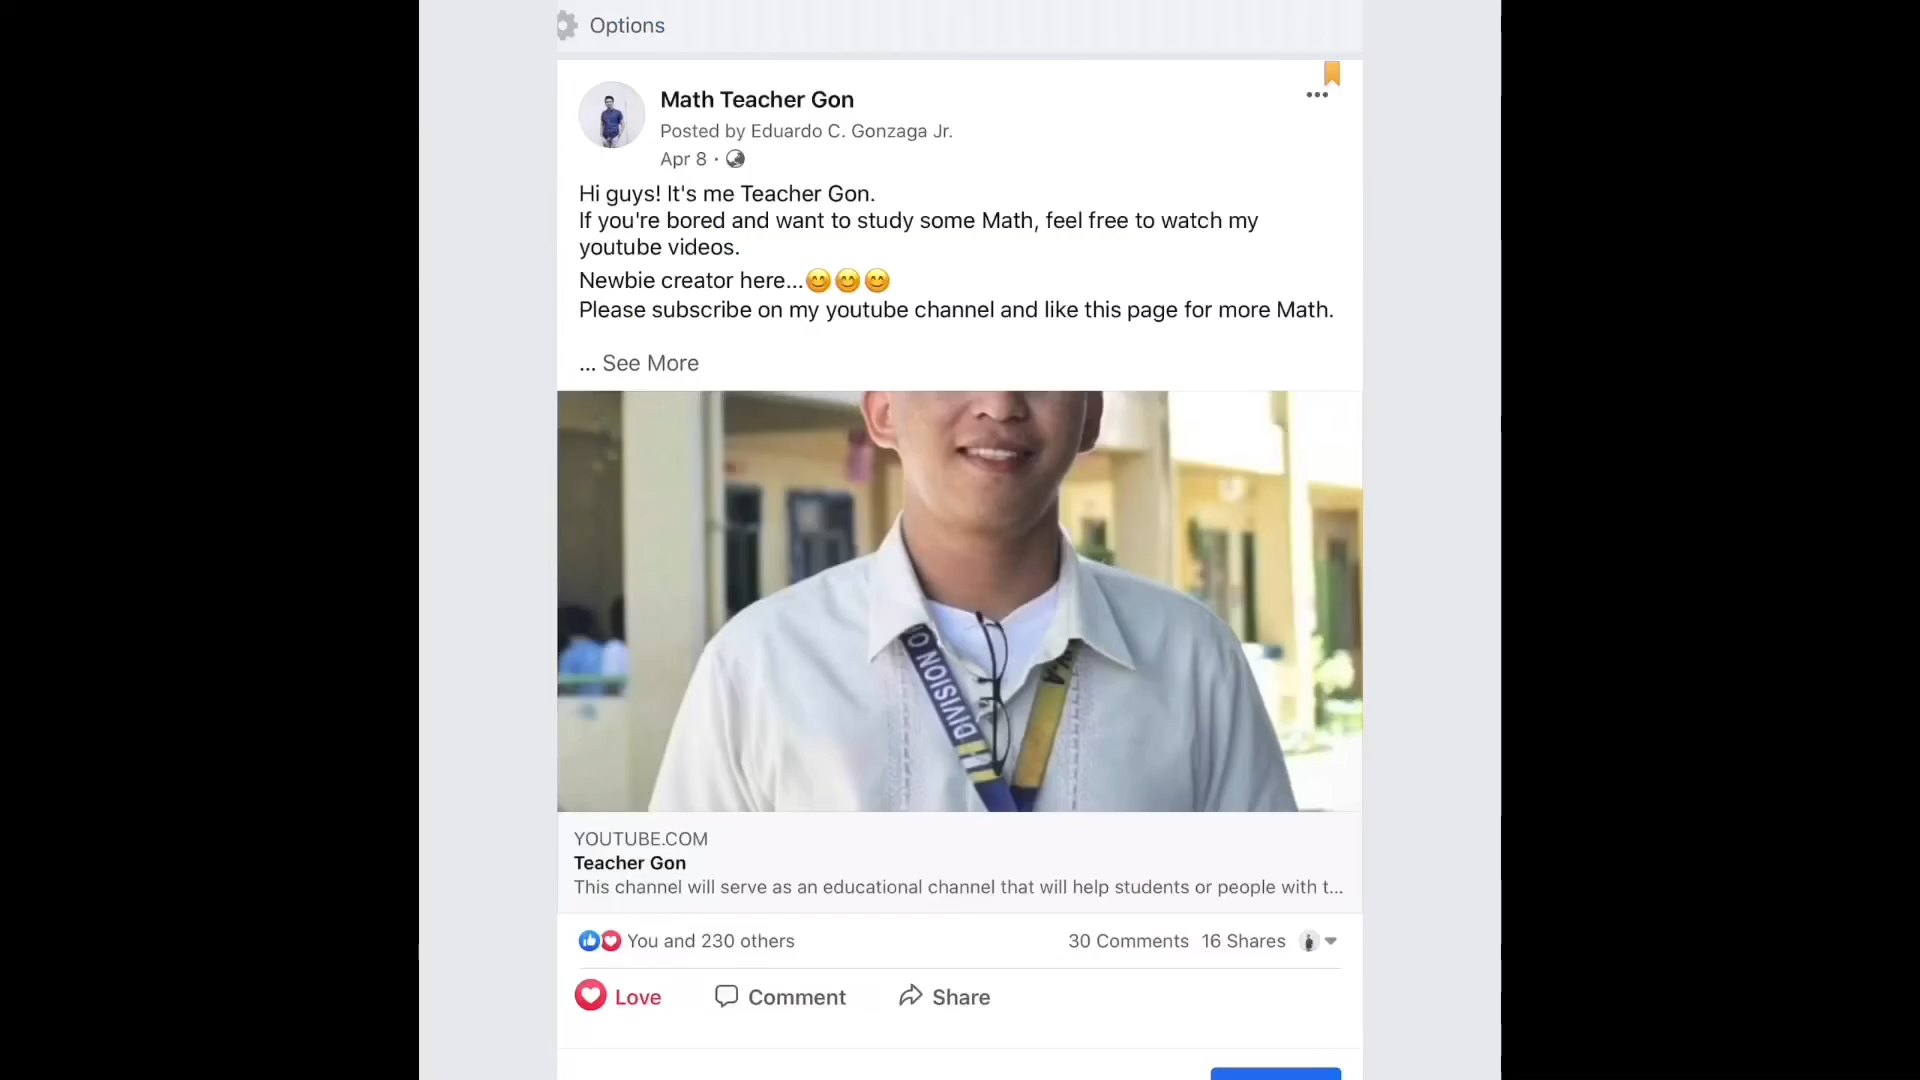 Options
Math Teacher Gon
Posted by Eduardo C. Gonzaga Jr.
Apr 8 ·
Hi guys! It's me Teacher Gon.
If you're bored and want to study some Math, feel free to watch my
youtube videos.
Newbie creator here...😊😊😊
Please subscribe on my youtube channel and like this page for more Math.
... See More
DIVISION O
YOUTUBE.COM
Teacher Gon
This channel will serve as an educational channel that will help students or people with t...
You and 230 others
30 Comments 16 Shares
Love Comment Share